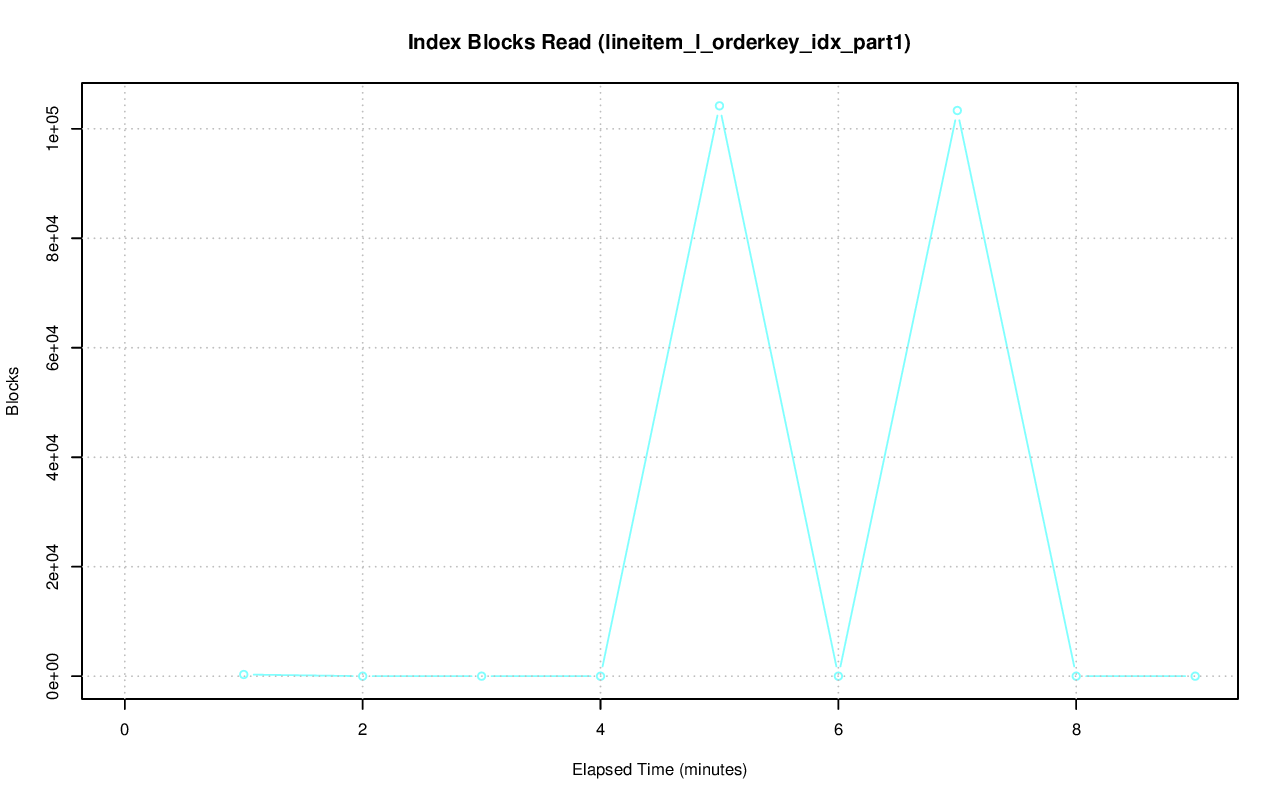 Index Blocks Read (lineitem_l_orderkey_idx_part1)
1e+05
8e+04
6e+04
4e+04
2e+04
0e+00
Blocks
0 2 4 6 8
Elapsed Time (minutes)